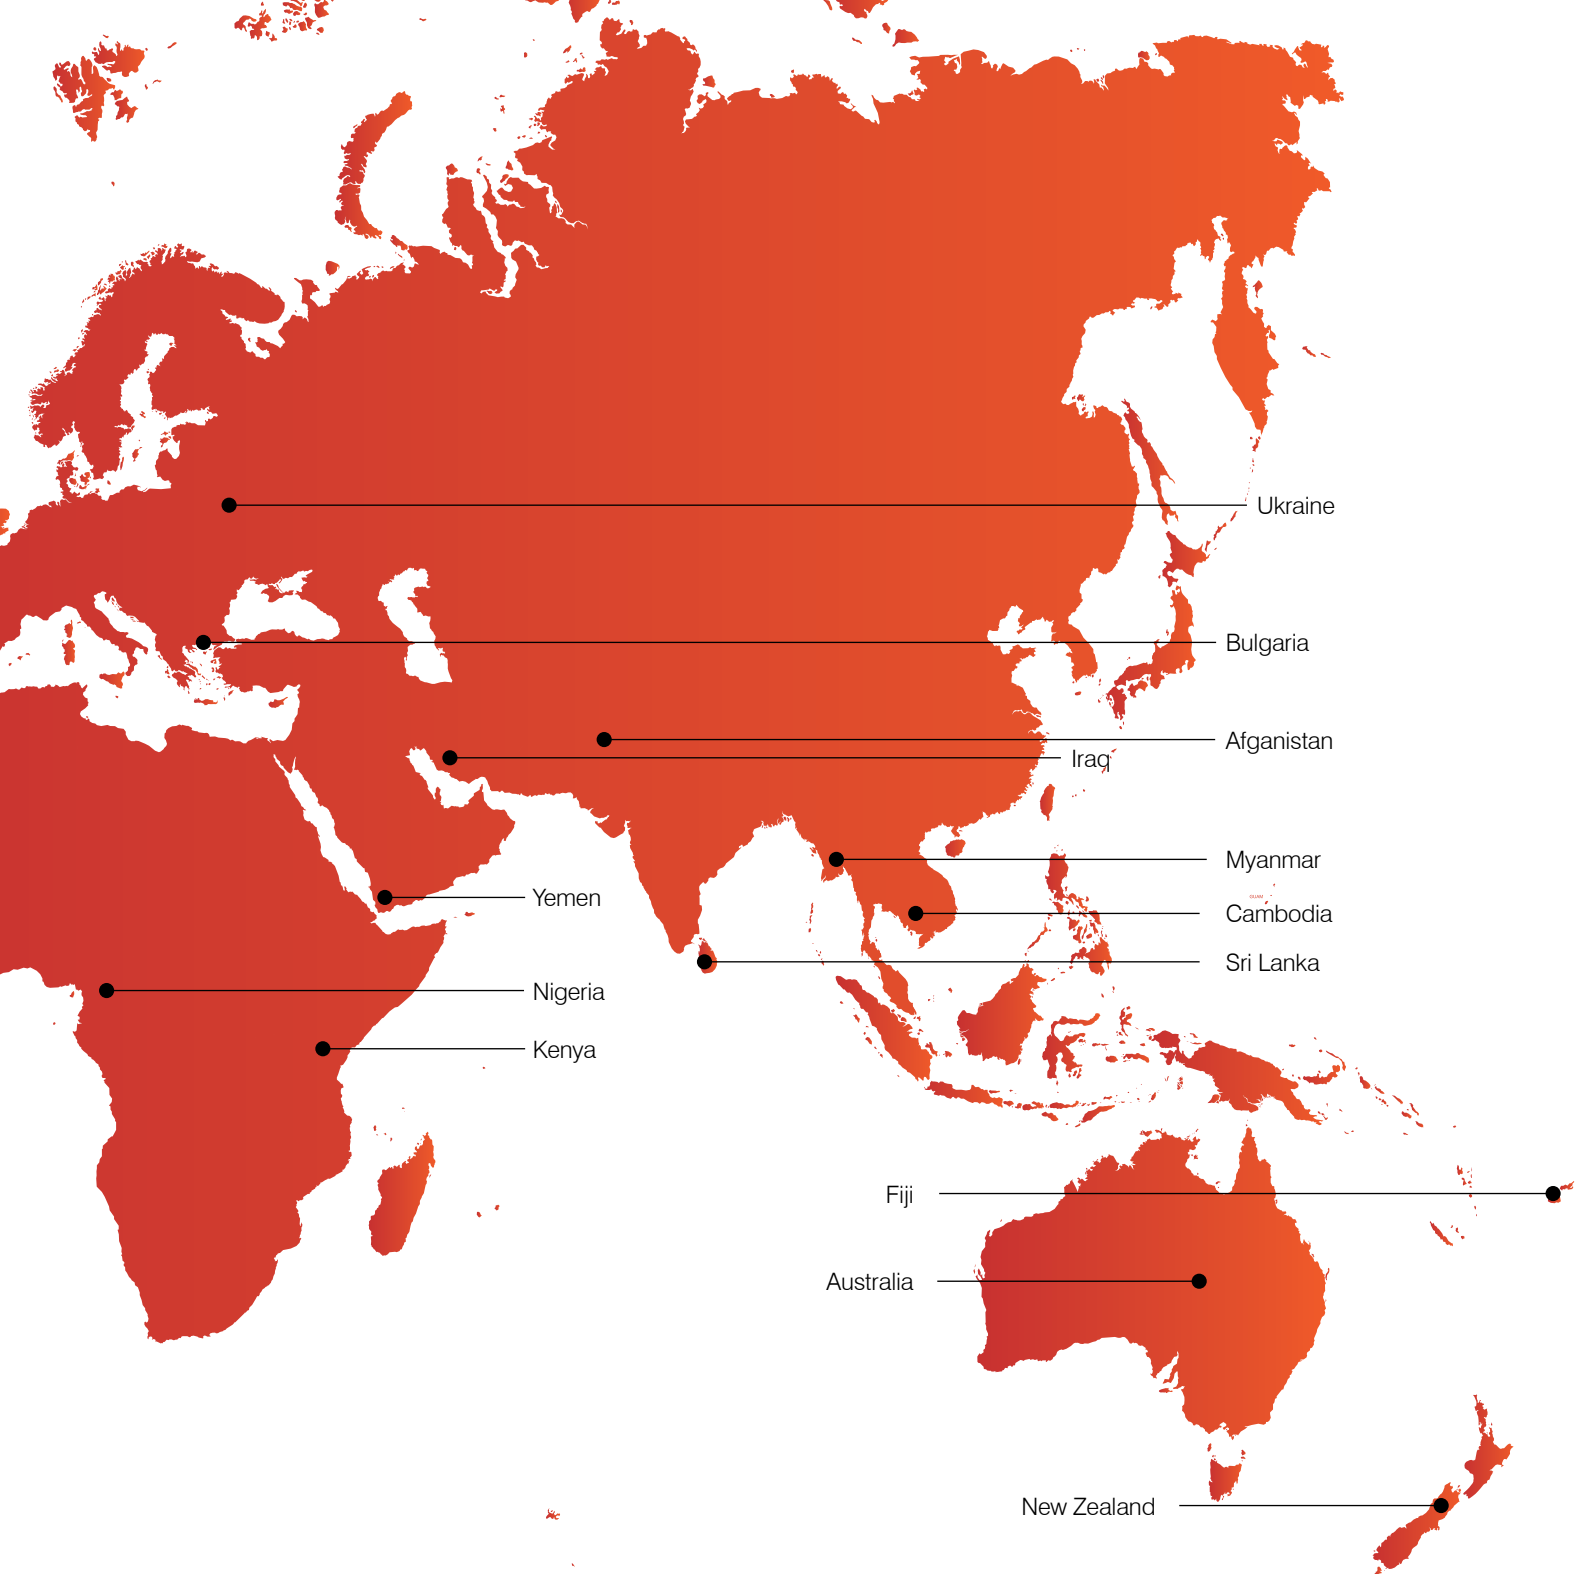 Ukraine
Bulgaria
Afganistan
Iraq
Myanmar
Yemen
Cambodia
Sri Lanka
Nigeria
Kenya
Fiji
Australia
New Zealand